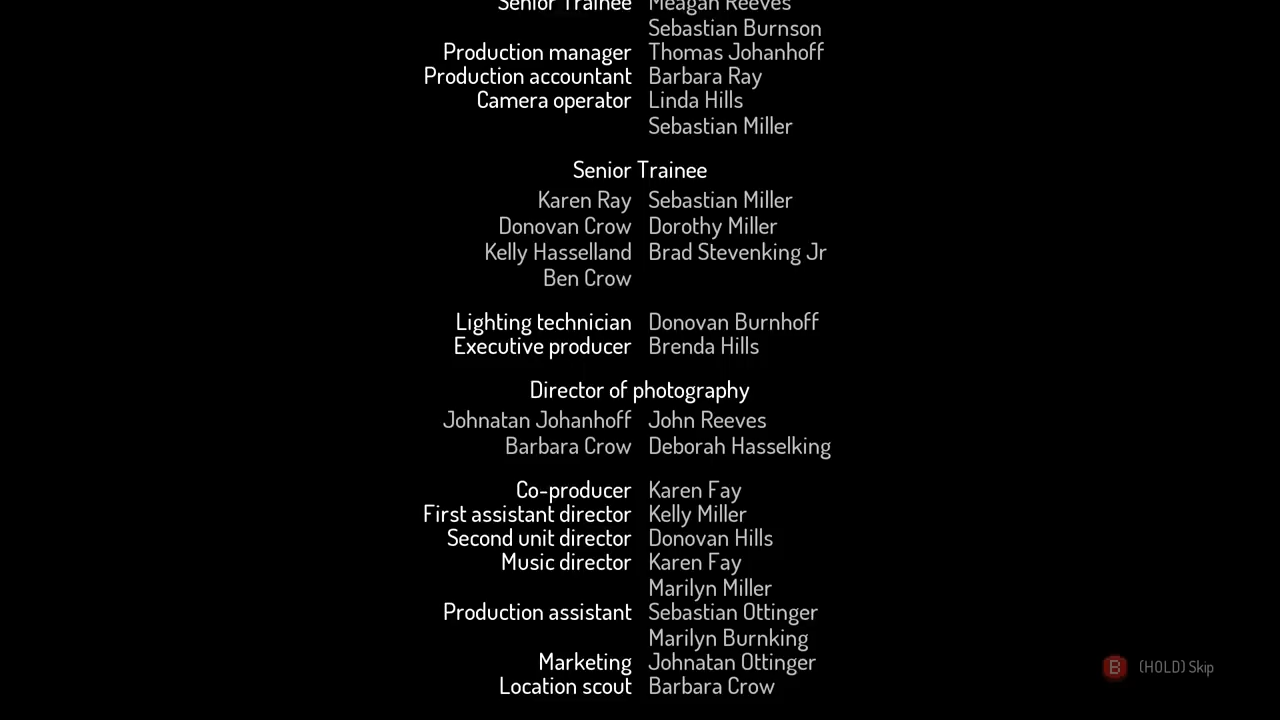 Senior Trainee Meagan Reeves
Sebastian Burnson
Production manager Thomas Johanhoff
Production accountant Barbara Ray
Camera operator Linda Hills
Sebastian Miller
Senior Trainee
Karen Ray Sebastian Miller
Donovan Crow Dorothy Miller
Kelly Hasselland Brad Stevenking Jr
Ben Crow
Lighting technician Donovan Burnhoff
Executive producer Brenda Hills
Director of photography
Johnatan Johanhoff John Reeves
Barbara Crow Deborah Hasselking
Co-producer Karen Fay
First assistant director Kelly Miller
Second unit director Donovan Hills
Music director Karen Fay
Marilyn Miller
Production assistant Sebastian Ottinger
Marilyn Burnking
Marketing Johnatan Ottinger
B (HOLD) Skip
Location scout Barbara Crow